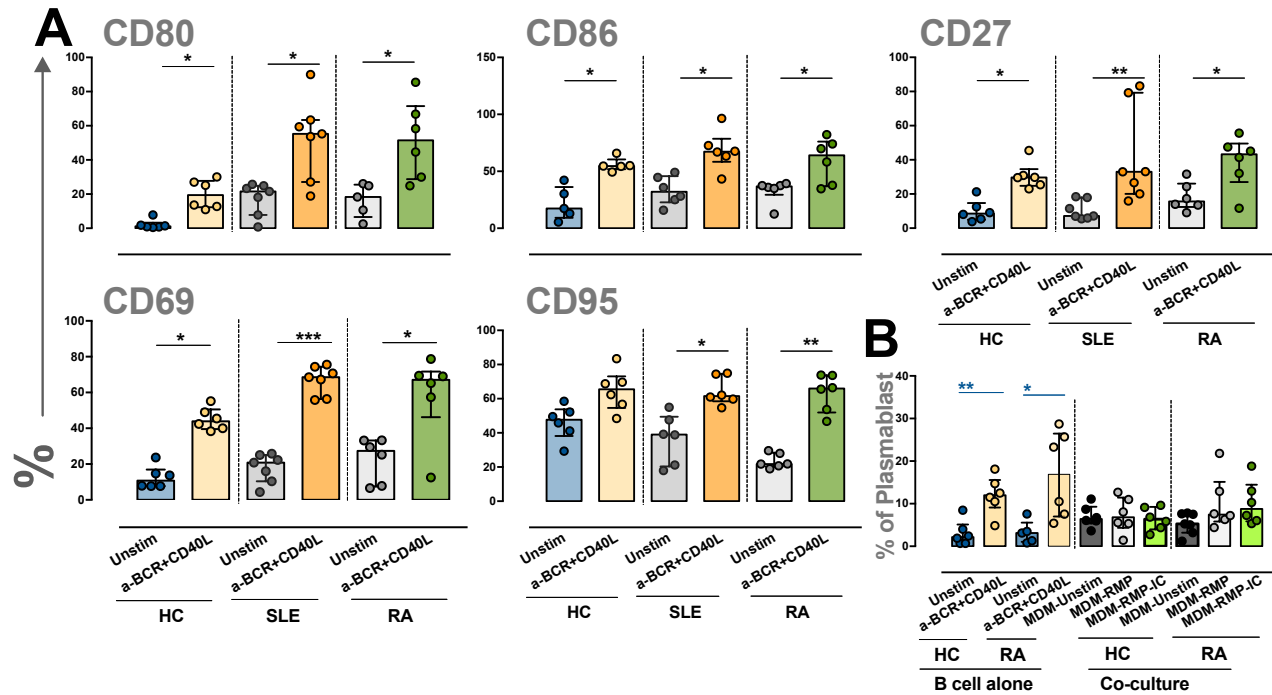 A
CD80
100
80
60
40
20
0
*
*
*
CD86
150
100
50
0
*
*
*
CD27
100
80
60
40
20
0
*
**
*
Unstim
a-BCR+CD40L
Unstim
a-BCR+CD40L
Unstim
a-BCR+CD40L
HC
SLE
RA
%
CD69
100
80
60
40
20
0
*
***
*
Unstim
a-BCR+CD40L
Unstim
a-BCR+CD40L
Unstim
a-BCR+CD40L
HC
SLE
RA
CD95
100
80
60
40
20
0
*
**
Unstim
a-BCR+CD40L
Unstim
a-BCR+CD40L
Unstim
a-BCR+CD40L
HC
SLE
RA
B
% of Plasmablast
40
30
20
10
0
**
*
Unstim
a-BCR+CD40L
Unstim
a-BCR+CD40L
MDM-Unstim
MDM-RMP
MDM-RMP-IC
MDM-Unstim
MDM-RMP
MDM-RMP-IC
HC
RA
HC
RA
B cell alone
Co-culture